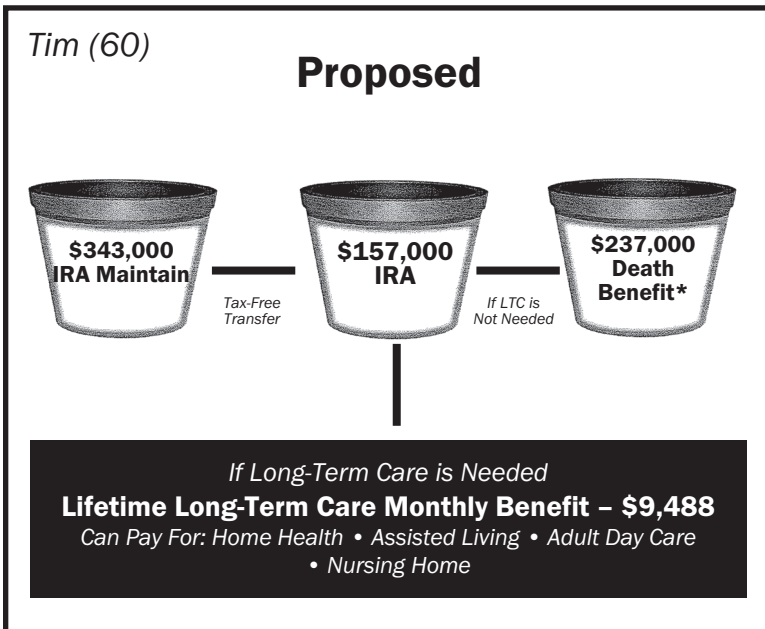 Tim (60)
Proposed
$343,000
IRA Maintain
Tax-Free
Transfer
$157,000
IRA
If LTC is
Not Needed
$237,000
Death
Benefit*
If Long-Term Care is Needed
Lifetime Long-Term Care Monthly Benefit – $9,488
Can Pay For: Home Health • Assisted Living • Adult Day Care
• Nursing Home